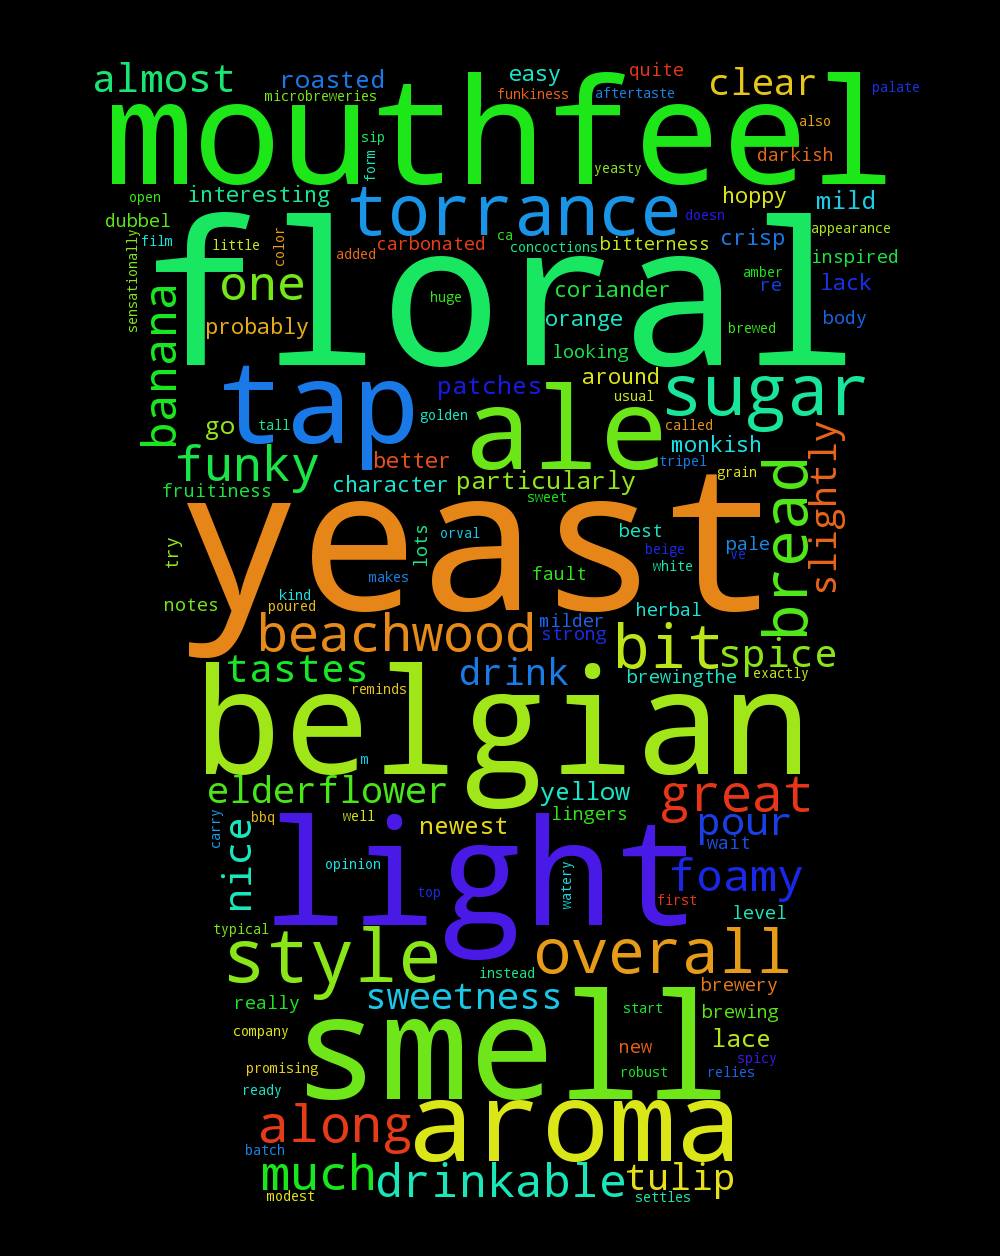 almost
roasted
easy
quite
clear
palate
microbreweries
funkiness
aftertaste
mouthfeel
also
sip
form
yeasty
darkish
open
interesting
torrance
doesn
hoppy
mild
dubbel
film
sensationally
little
color
added
carbonated
ca
concoctions
bitterness
crisp
appearance
floral
inspired
one
banana
huge
coriander
amber
re
lack
probably
orange
brewed
body
looking
tap
patches
ale
around
usual
sugar
go
tall
golden
called
funky
better
monkish
tripel
grain
bread
slightly
fruitiness
character
particularly
sweet
yeast
try
lots
orval
best
beige
pale
ve
white
makes
fault
notes
kind
poured
herbal
beachwood
milder
strong
bit
spice
tastes
drink
brewingthe
exactly
reminds
belgian
m
elderflower
yellow
great
carry
bbq
well
newest
lingers
pour
wait
nice
light
opinion
top
watery
foamy
first
level
typical
style
overall
instead
sweetness
brewery
really
start
brewing
company
smell
new
lace
spicy
promising
robust
relies
ready
along
aroma
batch
much
drinkable
tulip
modest
settles